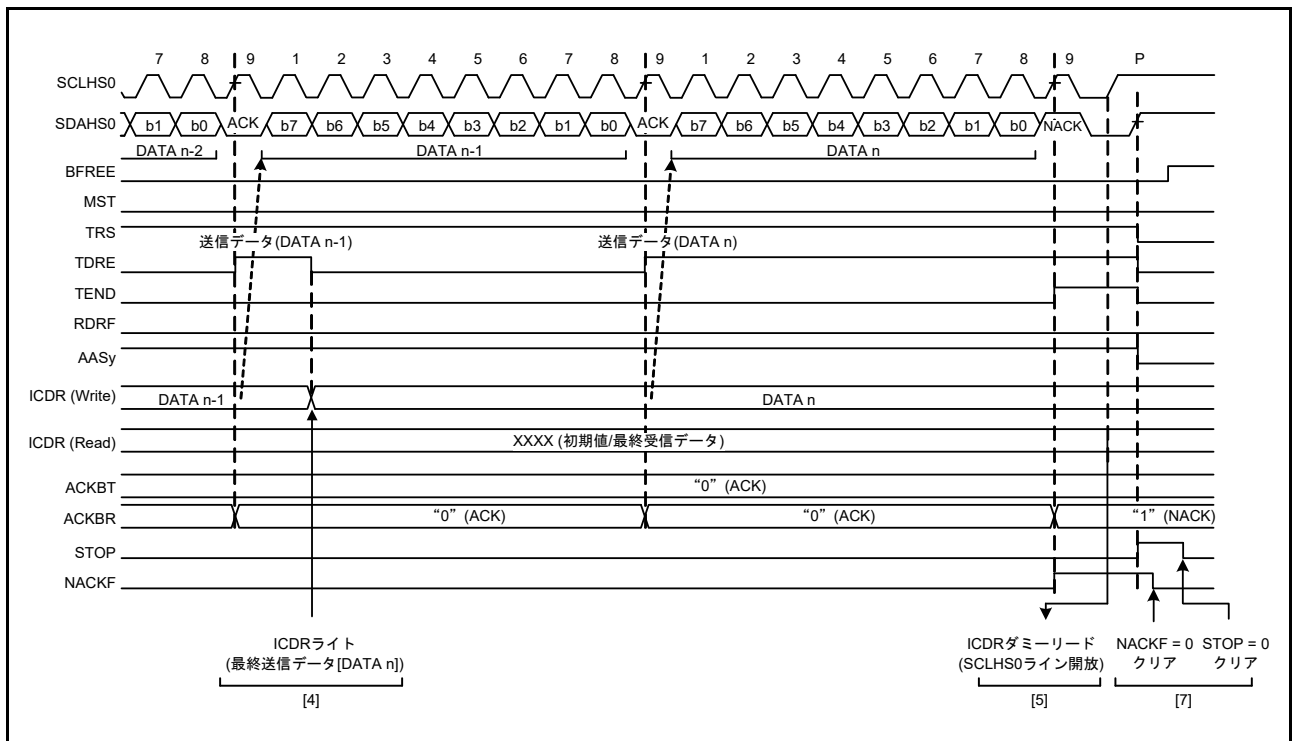 7 8 9 1 2 3 4 5 6 7 8 9 1 2 3 4 5 6 7 8 9 P
SCLHS0
SDAHS0 b1 b0 ACK b7 b6 b5 b4 b3 b2 b1 b0 ACK b7 b6 b5 b4 b3 b2 b1 b0 NACK
DATA n-2 DATA n-1 DATA n
BFREE
MST
TRS
送信データ(DATA n-1) 送信データ(DATA n)
TDRE
TEND
RDRF
AASy
ICDR (Write) DATA n-1 DATA n
ICDR (Read) XXXX (初期値/最終受信データ)
ACKBT “0” (ACK)
ACKBR “0” (ACK) “0” (ACK) “1” (NACK)
STOP
NACKF
ICDRライト ICDRダミーリード NACKF = 0 STOP = 0
(最終送信データ[DATA n]) (SCLHS0ライン開放) クリア クリア
[4] [5] [7]